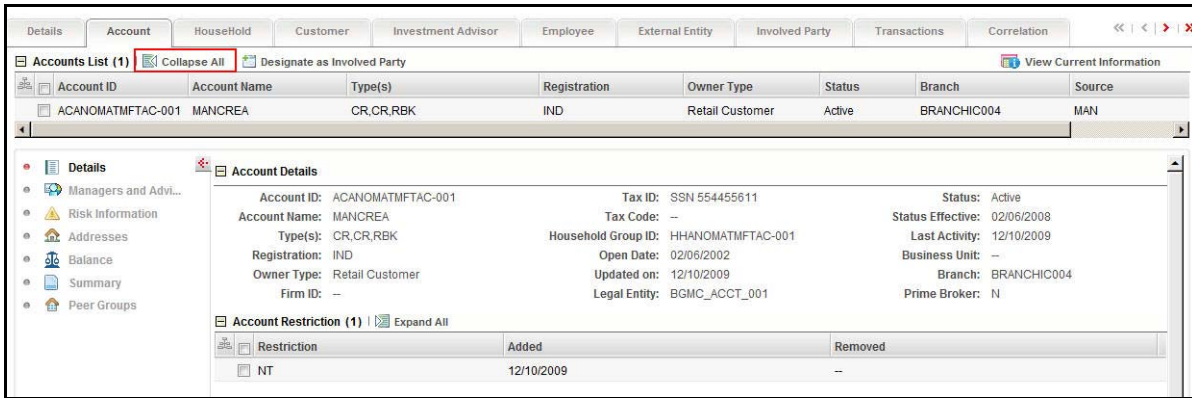 Details Account HouseHold Customer Investment Advisor Employee External Entity Involved Party Transactions Correlation
Accounts List (1) Collapse All Designate as Involved Party View Current Information
Account ID Account Name Type(s) Registration Owner Type Status Branch Source
ACANOMATMFTAC-001 MANCREA CR,CR,RBK IND Retail Customer Active BRANCHIC004 MAN
Details
Managers and Advi...
Risk Information
Addresses
Balance
Summary
Peer Groups
Account Details
Account ID: ACANOMATMFTAC-001 Tax ID: SSN 554455611 Status: Active
Account Name: MANCREA Tax Code: -- Status Effective: 02/06/2008
Type(s): CR,CR,RBK Household Group ID: HHANOMATMFTAC-001 Last Activity: 12/10/2009
Registration: IND Open Date: 02/06/2002 Business Unit: --
Owner Type: Retail Customer Updated on: 12/10/2009 Branch: BRANCHIC004
Firm ID: -- Legal Entity: BGMC_ACCT_001 Prime Broker: N
Account Restriction (1) Expand All
Restriction Added Removed
NT 12/10/2009 --